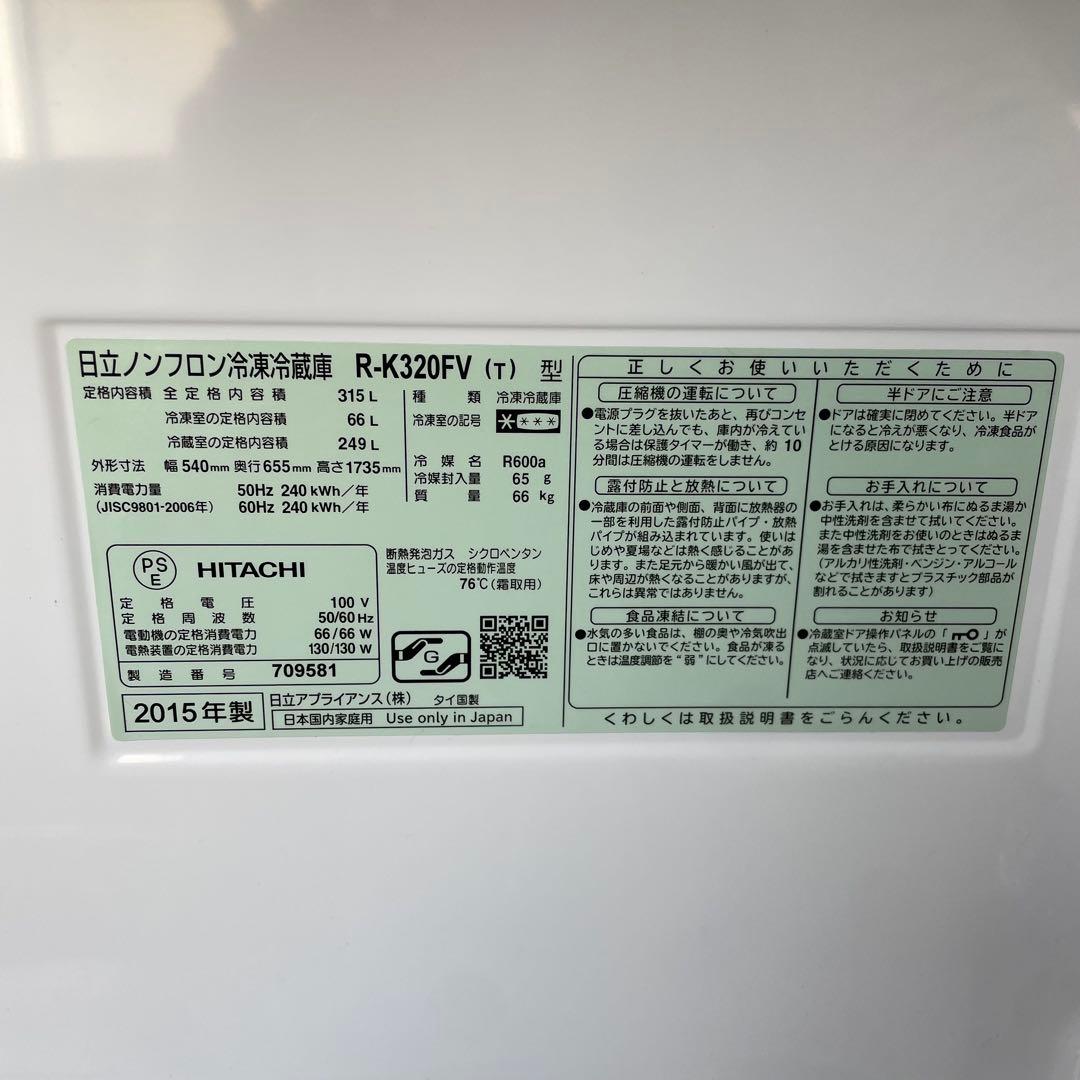 日立ノンフロン冷凍冷蔵庫 R-K320FV (T) 型
定格内容積 全定格内容積 315 L
冷凍室の定格内容積 66 L
冷蔵室の定格内容積 249 L
外形寸法 幅 540mm 奥行 655mm 高さ 1735mm
消費電力量 50Hz 240 kWh/年
(JISC9801-2006年) 60Hz 240 kWh/年
種類 冷凍冷蔵庫
冷凍室の記号 * ***
冷媒名 R600a
冷媒封入量 65 g
質量 66 kg
PSE HITACHI
定格電圧 100 V
定格周波数 50/60 Hz
電動機の定格消費電力 66/66 W
電熱装置の定格消費電力 130/130 W
製造番号 709581
断熱発泡ガス シクロペンタン
温度ヒューズの定格動作温度
76℃(霜取用)
G
2015年製
日立アプライアンス(株) タイ国製
日本国内家庭用 Use only in Japan
正しくお使いいただくために
圧縮機の運転について
●電源プラグを抜いたあと、再びコンセ
ントに差し込んでも、庫内が冷えてい
る場合は保護タイマーが働き、約 10
分間は圧縮機の運転をしません。
露付防止と放熱について
●冷蔵庫の前面や側面、背面に放熱器の
一部を利用した露付防止パイプ・放熱
パイプが組み込まれています。使いは
じめや夏場などは熱く感じることがあ
ります。また足元から暖かい風が出て、
床や周辺が熱くなることがありますが、
これらは異常ではありません。
食品凍結について
●水気の多い食品は、棚の奥や冷気吹出
口に置かないでください。食品が凍る
ときは温度調節を“弱”にしてください。
半ドアにご注意
●ドアは確実に閉めてください。半ドア
になると冷えが悪くなり、冷凍食品が
とける原因になります。
お手入れについて
●お手入れは、柔らかい布にぬるま湯か
中性洗剤を含ませて拭いてください。
また中性洗剤をお使いのときはぬるま
湯を含ませた布で拭きとってください。
(アルカリ性洗剤・ベンジン・アルコール
などで拭きますとプラスチック部品が
割れることがあります)
お知らせ
●冷蔵室ドア操作パネルの「 」が
点滅していたら、取扱説明書をご覧に
なり、状況に応じてお買い上げの販売
店へご連絡ください。
くわしくは取扱説明書をごらんください。